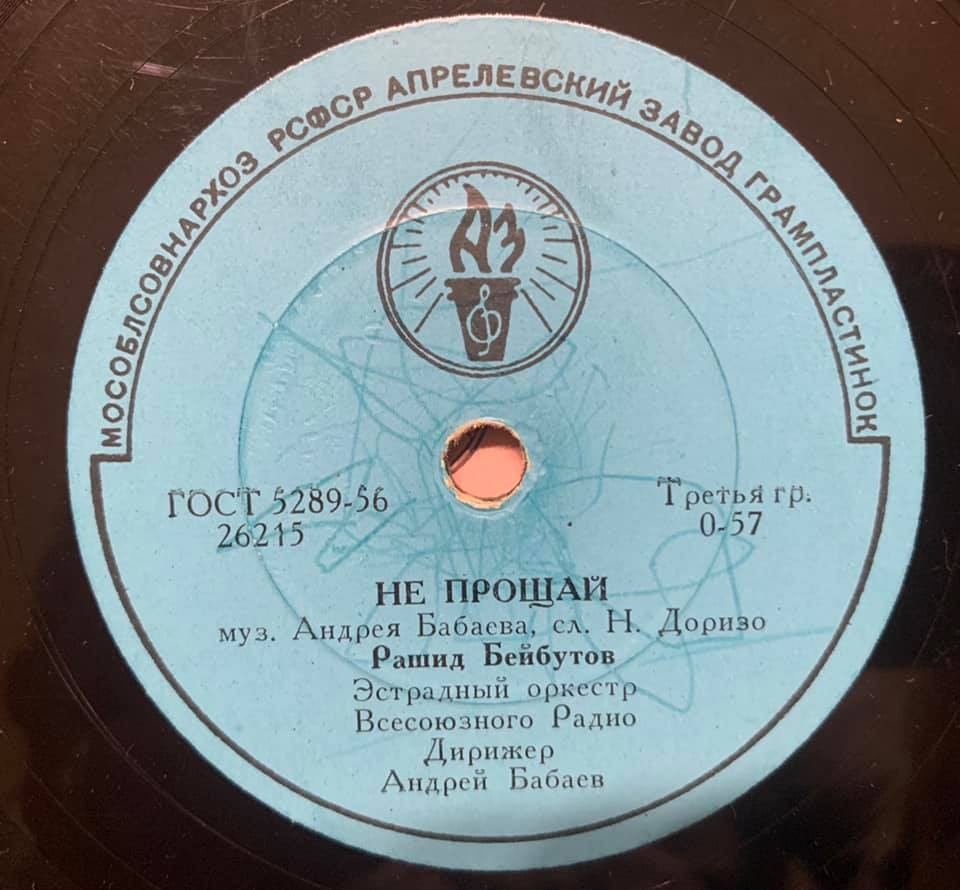 МОСОБЛСОВНАРХОЗ РСФСР АПРЕЛЕВСКИЙ ЗАВОД ГРАМПЛАСТИНОК
АЗ
ГОСТ 5289-56
26215
Третья гр.
0-57
НЕ ПРОЩАЙ
муз. Андрея Бабаева, сл. Н. Доризо
Рашид Бейбутов
Эстрадный оркестр
Всесоюзного Радио
Дирижер
Андрей Бабаев